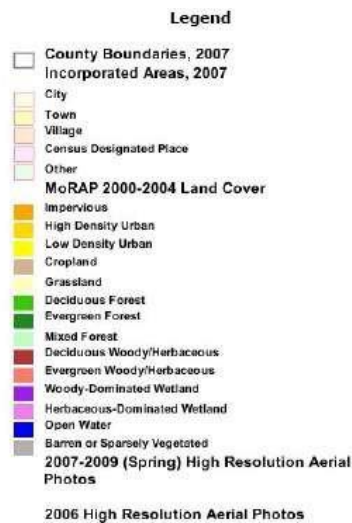 Legend
County Boundaries, 2007
Incorporated Areas, 2007
City
Town
Village
Census Designated Place
Other
MoRAP 2000-2004 Land Cover
Impervious
High Density Urban
Low Density Urban
Cropland
Grassland
Deciduous Forest
Evergreen Forest
Mixed Forest
Deciduous Woody/Herbaceous
Evergreen Woody/Herbaceous
Woody-Dominated Wetland
Herbaceous-Dominated Wetland
Open Water
Barren or Sparsely Vegetated
2007-2009 (Spring) High Resolution Aerial
Photos
2006 High Resolution Aerial Photos